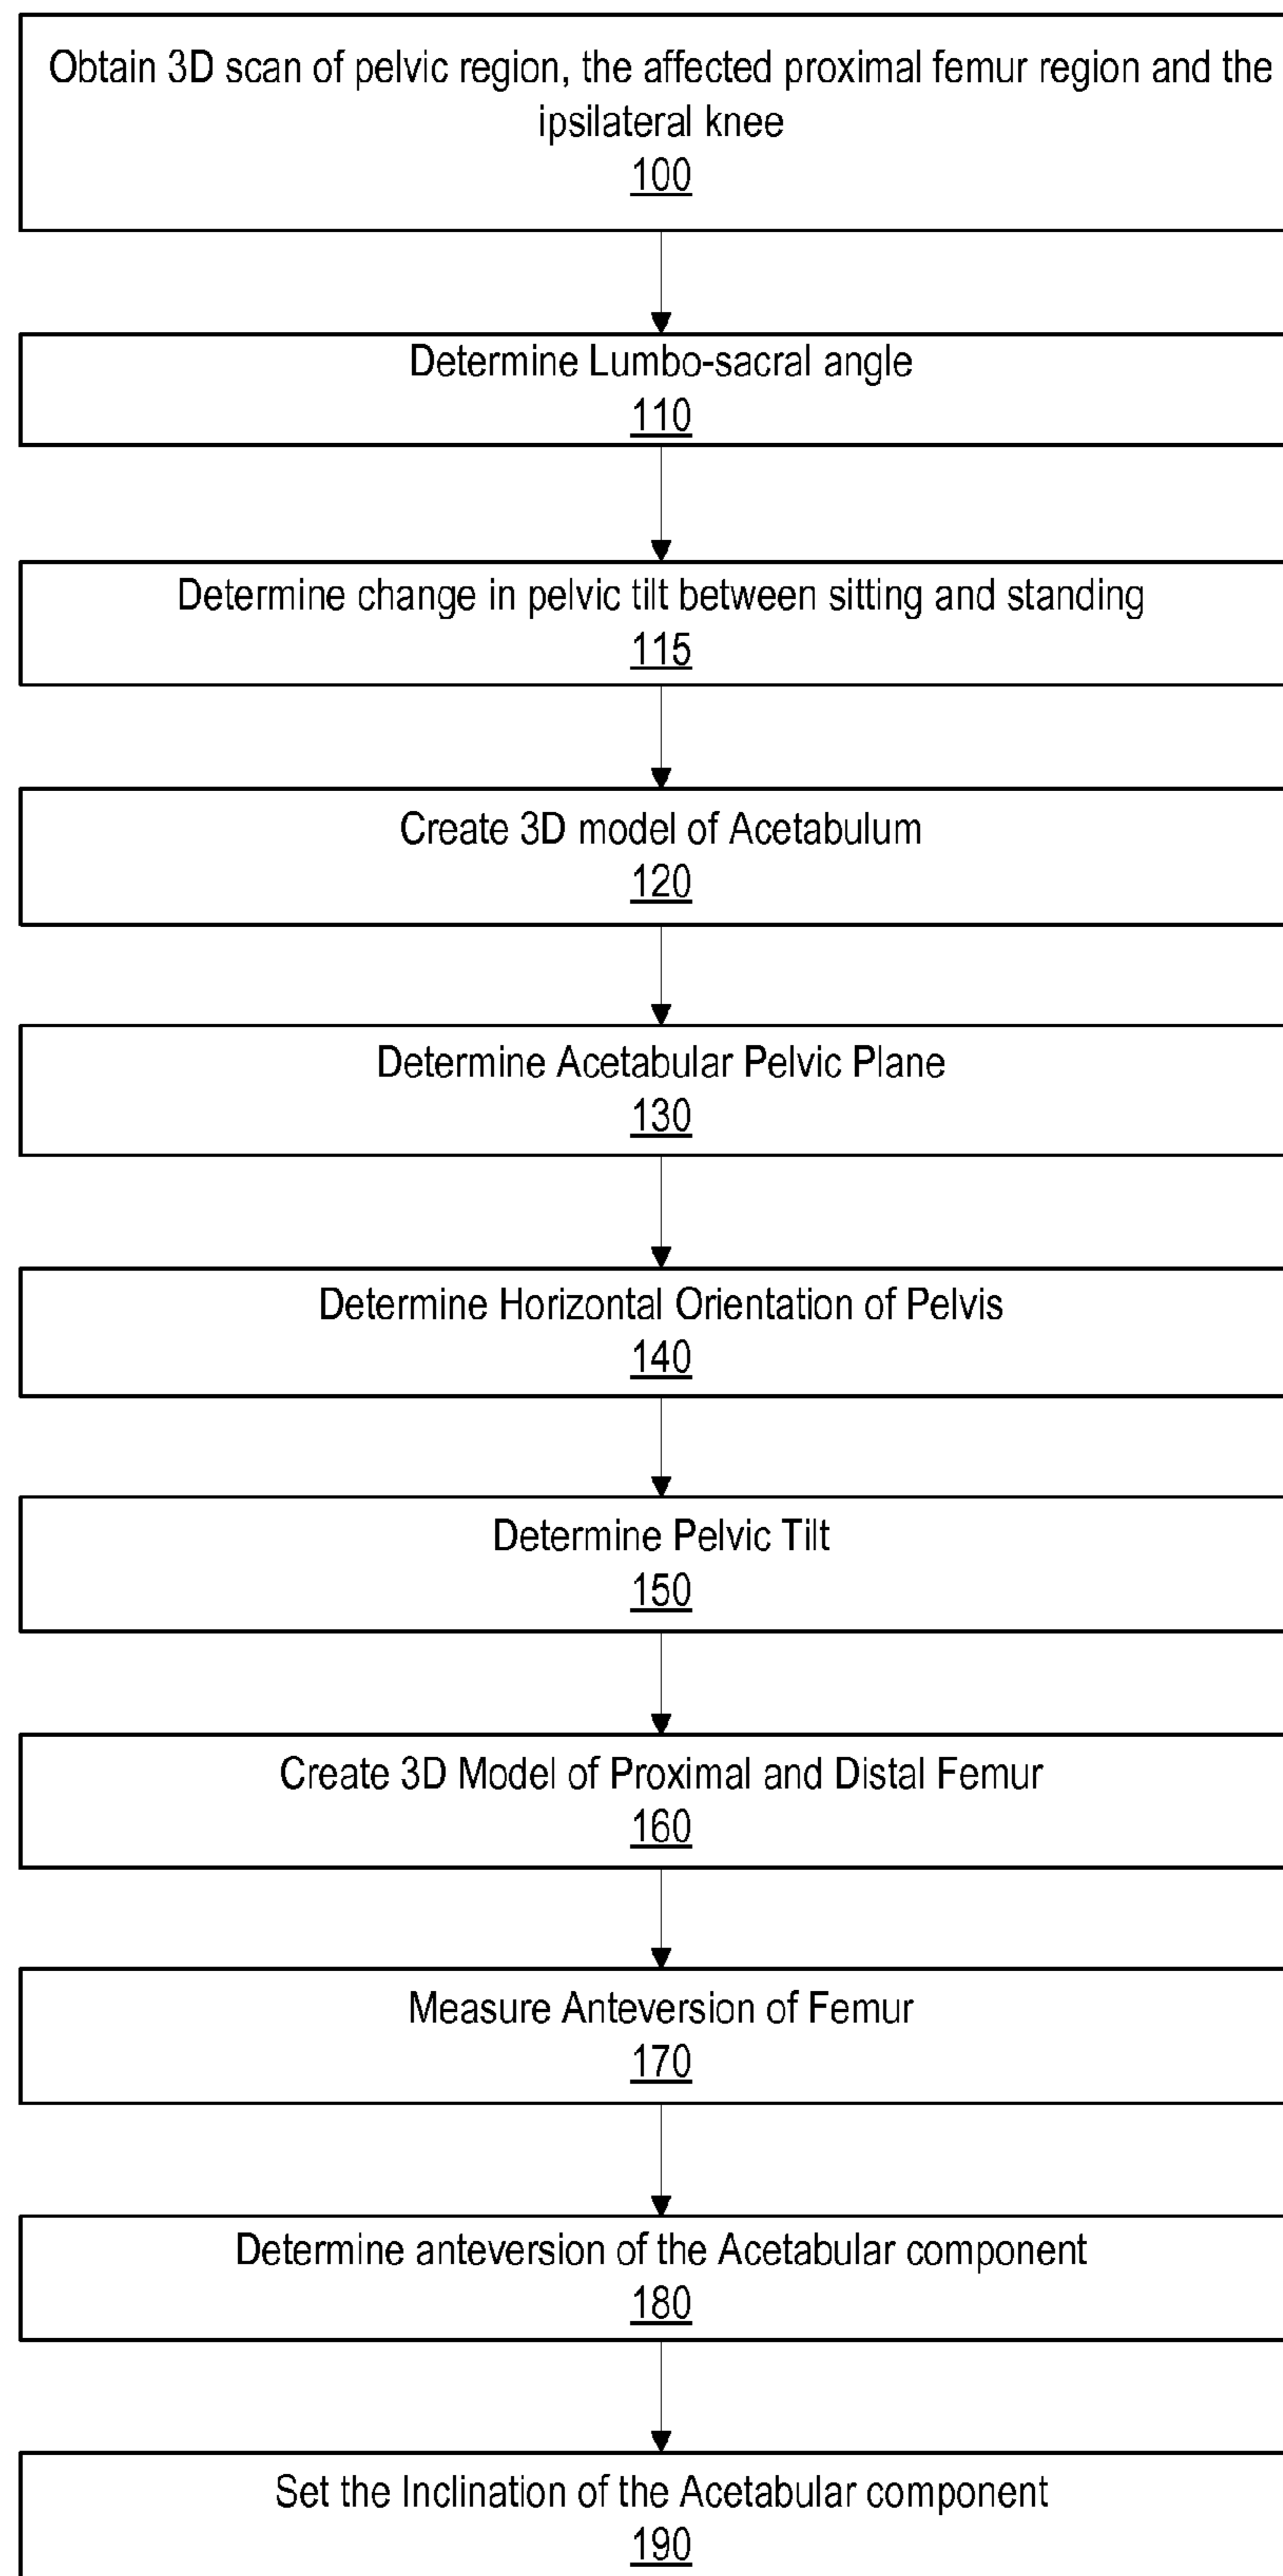 Obtain 3D scan of pelvic region, the affected proximal femur region and the
ipsilateral knee
100
Determine Lumbo-sacral angle
110
Determine change in pelvic tilt between sitting and standing
115
Create 3D model of Acetabulum
120
Determine Acetabular Pelvic Plane
130
Determine Horizontal Orientation of Pelvis
140
Determine Pelvic Tilt
150
Create 3D Model of Proximal and Distal Femur
160
Measure Anteversion of Femur
170
Determine anteversion of the Acetabular component
180
Set the Inclination of the Acetabular component
190